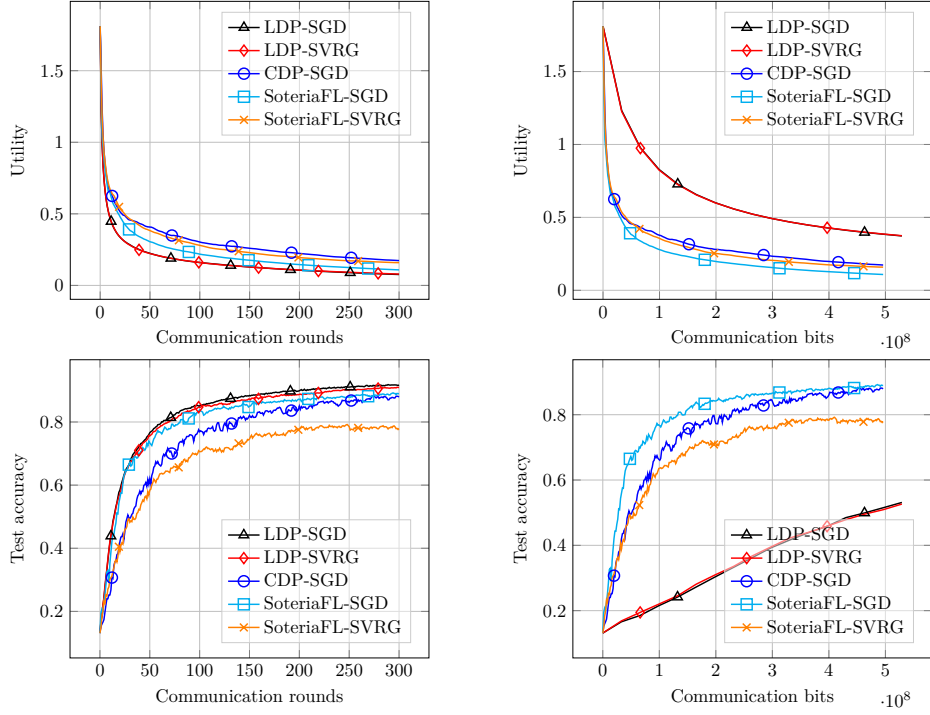 LDP-SGD
LDP-SVRG
CDP-SGD
SoteriaFL-SGD
SoteriaFL-SVRG
Utility
1.5
1
0.5
0
0 50 100 150 200 250 300
Communication rounds
LDP-SGD
LDP-SVRG
CDP-SGD
SoteriaFL-SGD
SoteriaFL-SVRG
Utility
1.5
1
0.5
0
0 1 2 3 4 5
Communication bits
·10⁸
Test accuracy
0.8
0.6
0.4
0.2
LDP-SGD
LDP-SVRG
CDP-SGD
SoteriaFL-SGD
SoteriaFL-SVRG
0 50 100 150 200 250 300
Communication rounds
Test accuracy
0.8
0.6
0.4
0.2
LDP-SGD
LDP-SVRG
CDP-SGD
SoteriaFL-SGD
SoteriaFL-SVRG
0 1 2 3 4 5
Communication bits
·10⁸